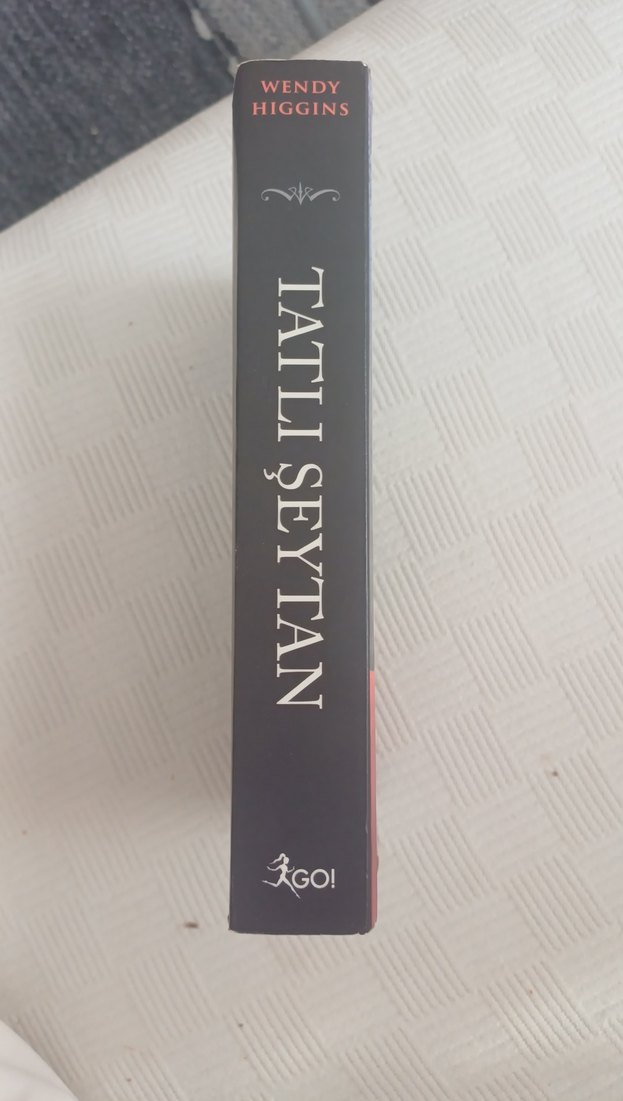 WENDY
HIGGINS
TATLI ŞEYTAN
GO!